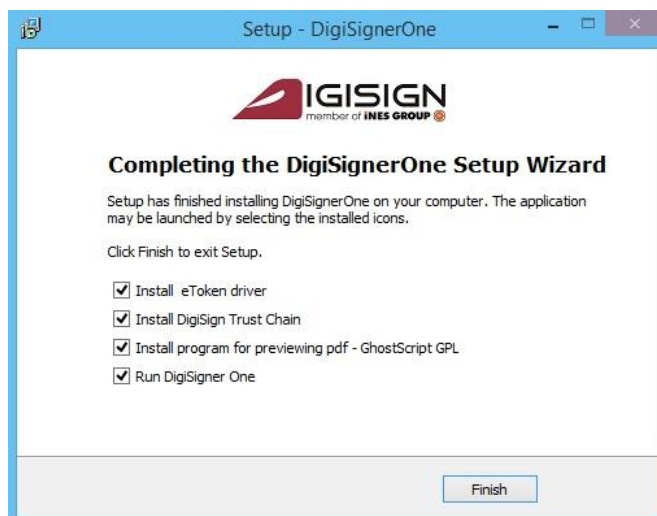 Setup - DigiSignerOne
IGISIGN
member of iNES GROUP
Completing the DigiSignerOne Setup Wizard
Setup has finished installing DigiSignerOne on your computer. The application
may be launched by selecting the installed icons.
Click Finish to exit Setup.
Install eToken driver
Install DigiSign Trust Chain
Install program for previewing pdf - GhostScript GPL
Run DigiSigner One
Finish